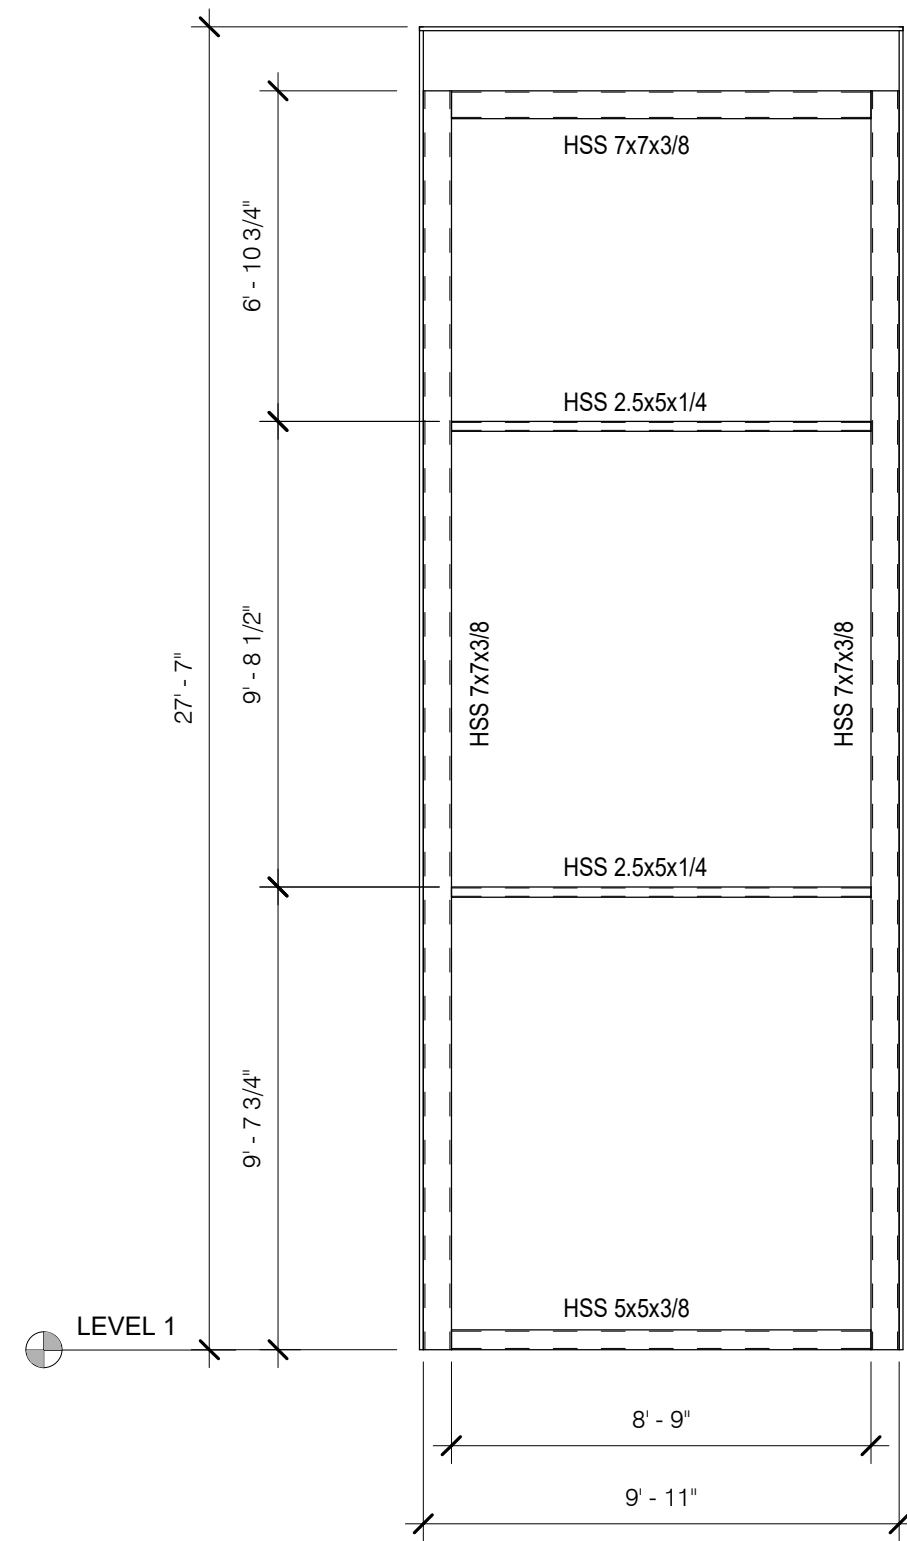 HSS 7x7x3/8
6' - 10 3/4"
HSS 2.5x5x1/4
27' - 7"
9' - 8 1/2"
HSS 7x7x3/8
HSS 7x7x3/8
HSS 2.5x5x1/4
9' - 7 3/4"
HSS 5x5x3/8
LEVEL 1
8' - 9"
9' - 11"